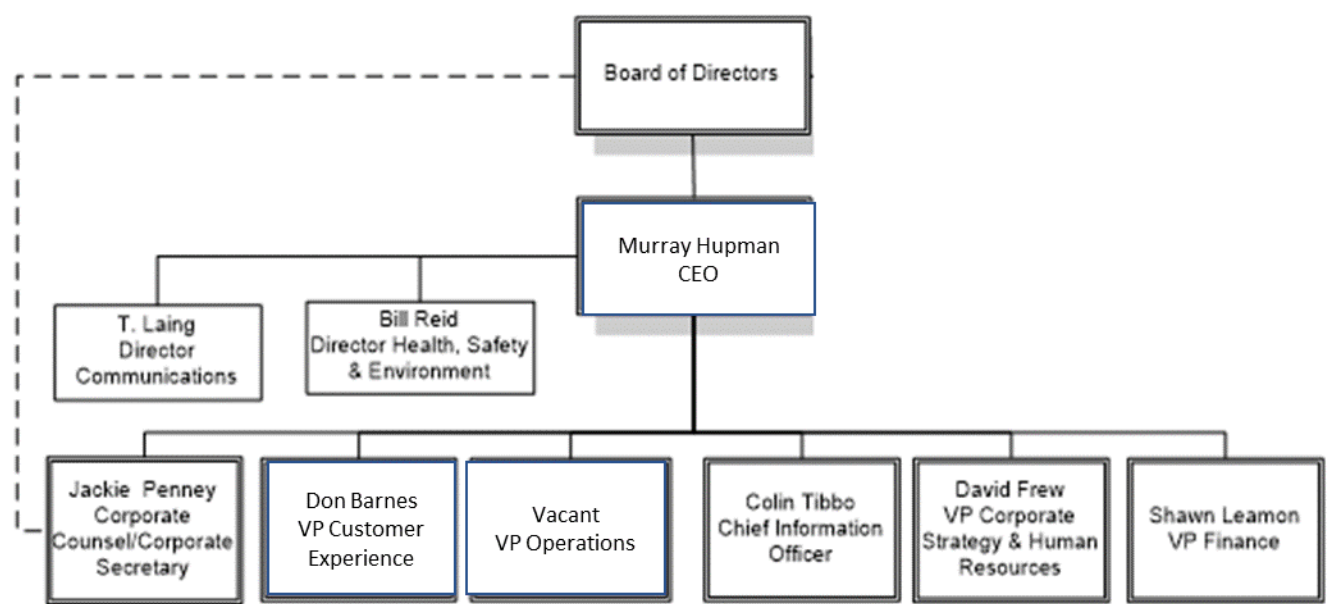 Board of Directors
Murray Hupman
CEO
T. Laing
Director
Communications
Bill Reid
Director Health, Safety
& Environment
Jackie Penney
Corporate
Counsel/Corporate
Secretary
Don Barnes
VP Customer
Experience
Vacant
VP Operations
Colin Tibbo
Chief Information
Officer
David Frew
VP Corporate
Strategy & Human
Resources
Shawn Leamon
VP Finance